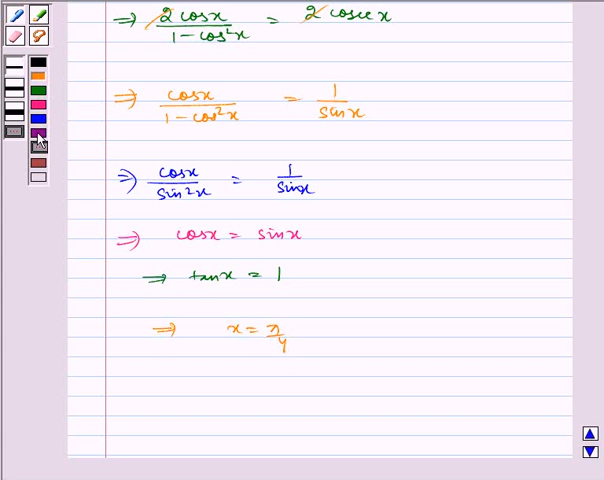 ⇒ 2 cosx / 1 - cos²x = 2 cosec x
⇒ cosx / 1 - cos²x = 1 / sinx
⇒ cosx / sin²x = 1 / sinx
⇒ cosx = sinx
⇒ tanx = 1
⇒ x = π/4